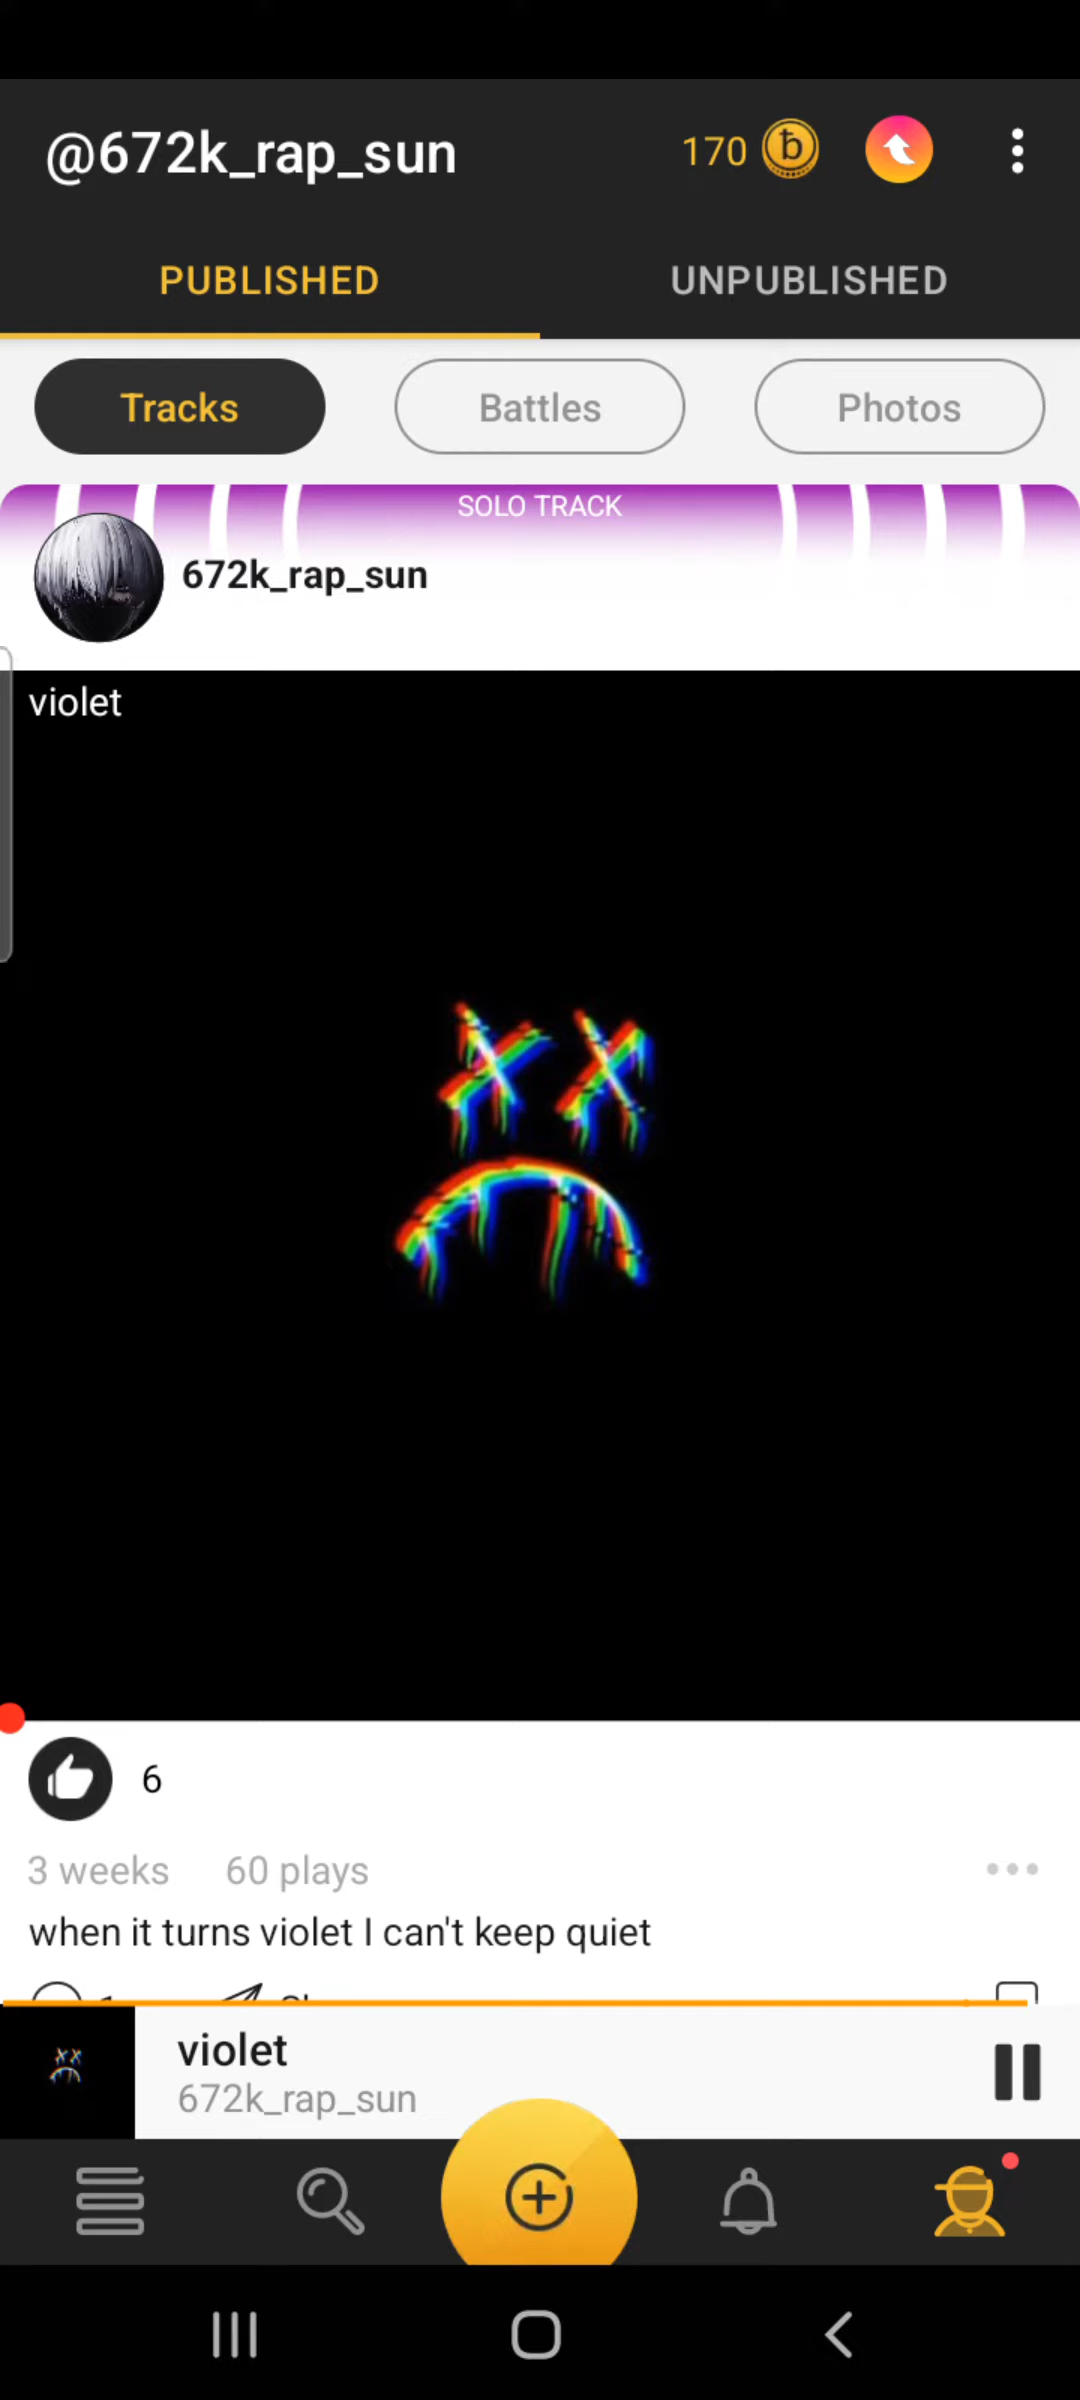 @672k_rap_sun
170
PUBLISHED UNPUBLISHED
Tracks Battles Photos
SOLO TRACK
672k_rap_sun
violet
6
3 weeks 60 plays
when it turns violet I can't keep quiet
violet
672k_rap_sun